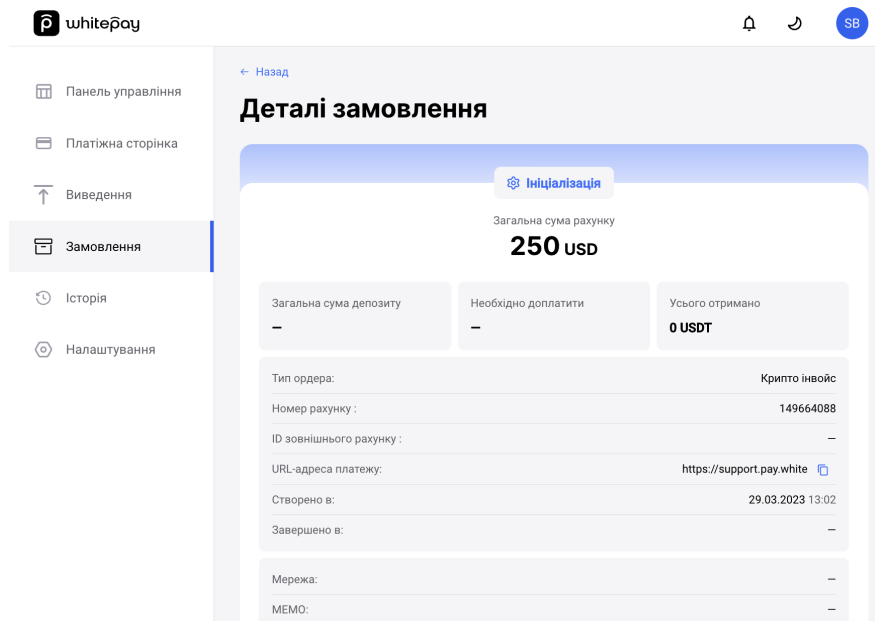 whitepay
SB
Панель управління
Платіжна сторінка
Виведення
Замовлення
Історія
Налаштування
← Назад
Деталі замовлення
Ініціалізація
Загальна сума рахунку
250 USD
Загальна сума депозиту
–
Необхідно доплатити
–
Усього отримано
0 USDT
Тип ордера: Крипто інвойс
Номер рахунку : 149664088
ID зовнішнього рахунку : –
URL-адреса платежу: https://support.pay.white
Створено в: 29.03.2023 13:02
Завершено в: –
Мережа: –
MEMO: –